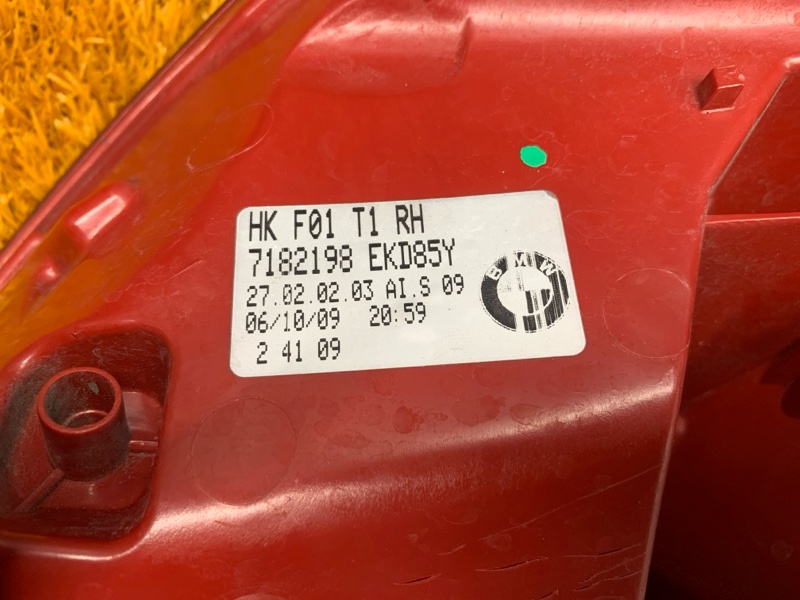 HK F01 T1 RH
7182198 EKD85Y
27.02.02.03 AI.S 09
06/10/09 20:59
2 41 09
BMW